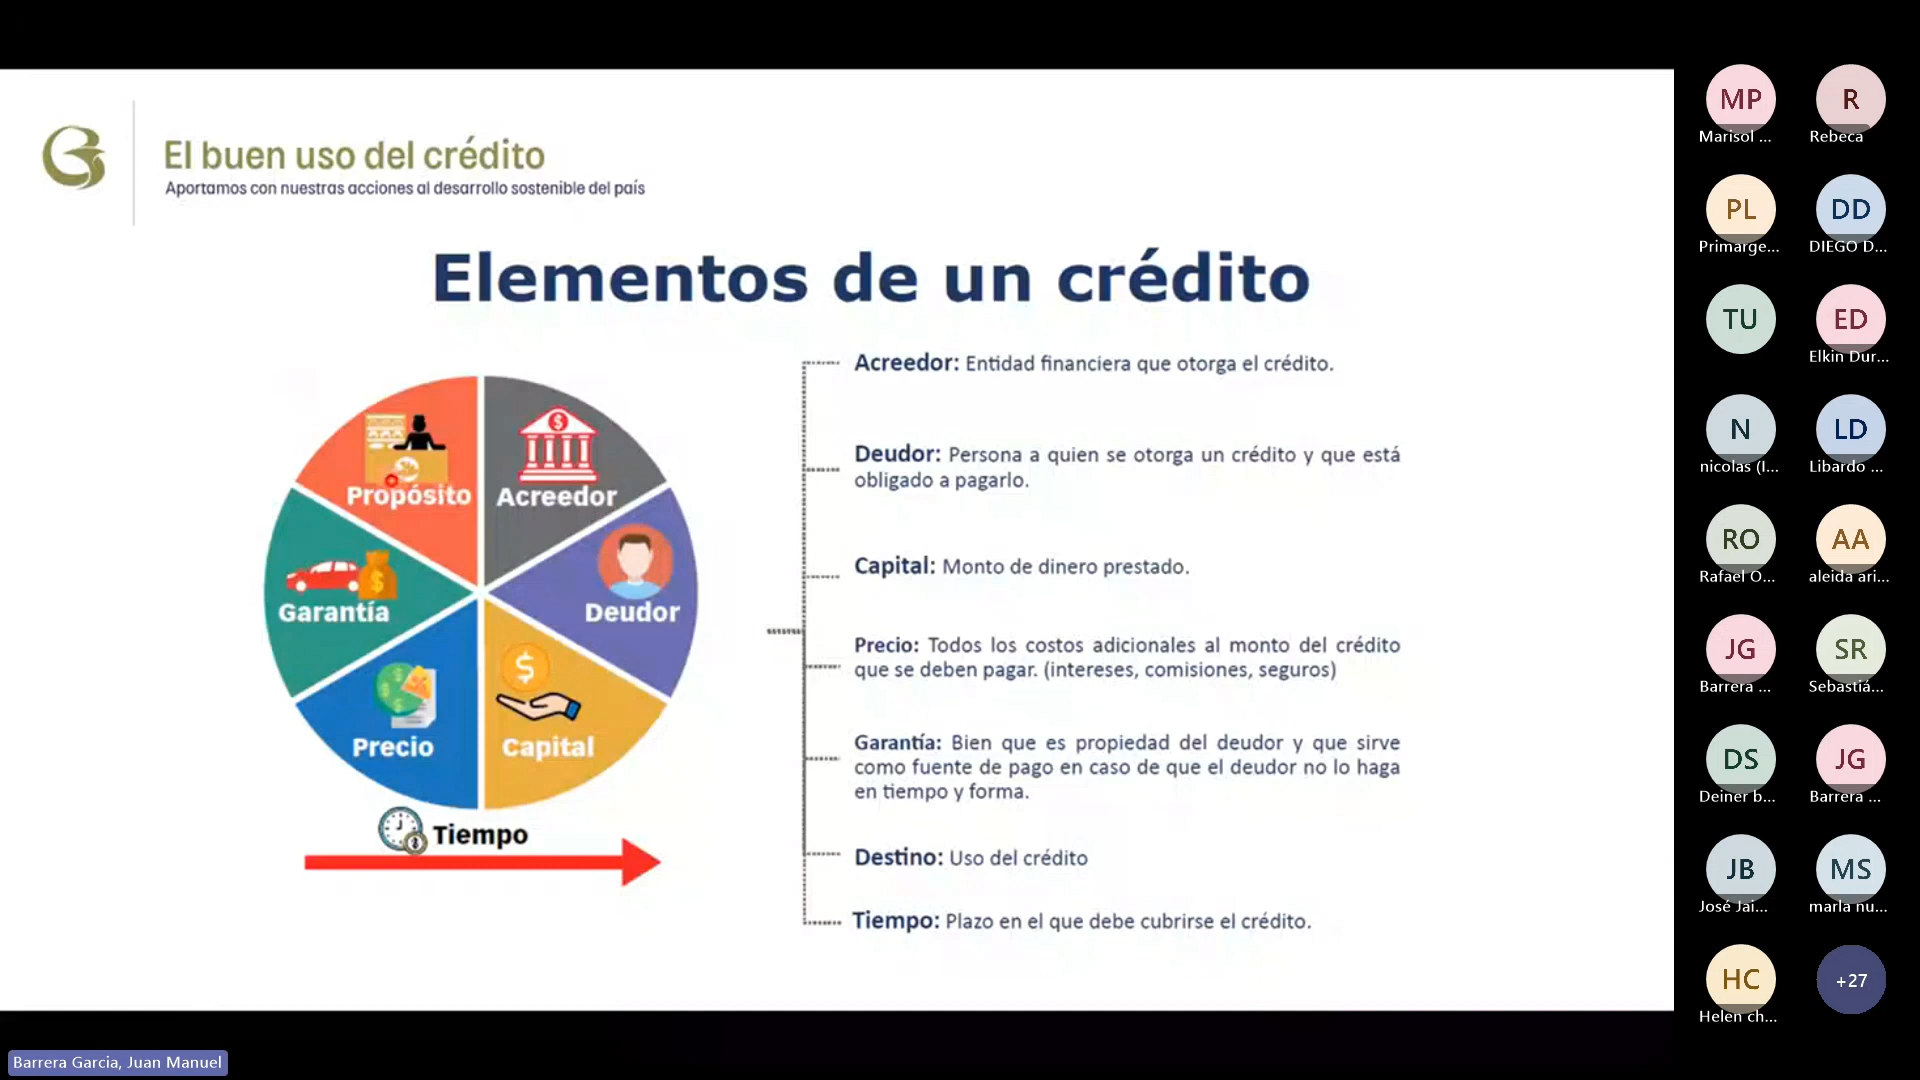 El buen uso del crédito
Aportamos con nuestras acciones al desarrollo sostenible del país
Elementos de un crédito
Propósito
Acreedor
Garantía
Deudor
Precio
Capital
Tiempo
Acreedor: Entidad financiera que otorga el crédito.
Deudor: Persona a quien se otorga un crédito y que está
obligado a pagarlo.
Capital: Monto de dinero prestado.
Precio: Todos los costos adicionales al monto del crédito
que se deben pagar. (intereses, comisiones, seguros)
Garantía: Bien que es propiedad del deudor y que sirve
como fuente de pago en caso de que el deudor no lo haga
en tiempo y forma.
Destino: Uso del crédito
Tiempo: Plazo en el que debe cubrirse el crédito.
MP
Marisol ...
R
Rebeca
PL
Primarge...
DD
DIEGO D...
TU
ED
Elkin Dur...
N
nicolas (I...
LD
Libardo ...
RO
Rafael O...
AA
aleida ari...
JG
Barrera ...
SR
Sebastiá...
DS
Deiner b...
JG
Barrera ...
JB
José Jai...
MS
marla nu...
HC
Helen ch...
+27
Barrera Garcia, Juan Manuel